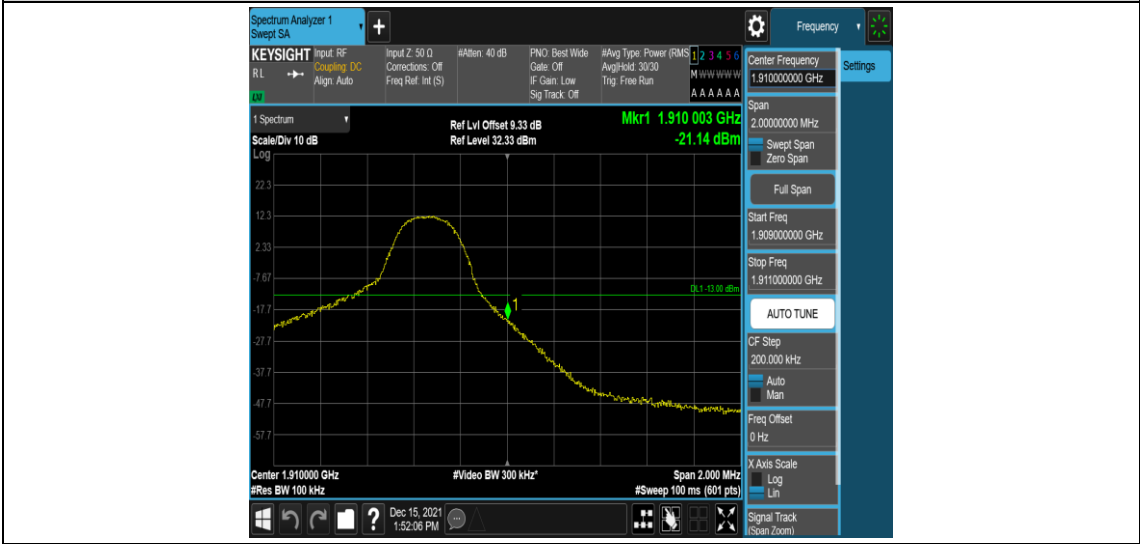 Spectrum Analyzer 1
Swept SA
+
Frequency
KEYSIGHT
RL
Input: RF
Coupling: DC
Align: Auto
Input Z: 50 Ω
Corrections: Off
Freq Ref: Int (S)
#Atten: 40 dB
PNO: Best Wide
Gate: Off
IF Gain: Low
Sig Track: Off
#Avg Type: Power (RMS
Avg|Hold: 30/30
Trig: Free Run
1 2 3 4 5 6
M W W W W W
A A A A A A
1 Spectrum
Scale/Div 10 dB
Log
Ref Lvl Offset 9.33 dB
Ref Level 32.33 dBm
Mkr1 1.910 003 GHz
-21.14 dBm
22.3
12.3
2.33
-7.67
-17.7
-27.7
-37.7
-47.7
-57.7
DL1 -13.00 dBm
1
Center 1.910000 GHz
#Res BW 100 kHz
#Video BW 300 kHz*
Span 2.000 MHz
#Sweep 100 ms (601 pts)
?
Dec 15, 2021
1:52:06 PM
Center Frequency
1.910000000 GHz
Settings
Span
2.00000000 MHz
Swept Span
Zero Span
Full Span
Start Freq
1.909000000 GHz
Stop Freq
1.911000000 GHz
AUTO TUNE
CF Step
200.000 kHz
Auto
Man
Freq Offset
0 Hz
X Axis Scale
Log
Lin
Signal Track
(Span Zoom)